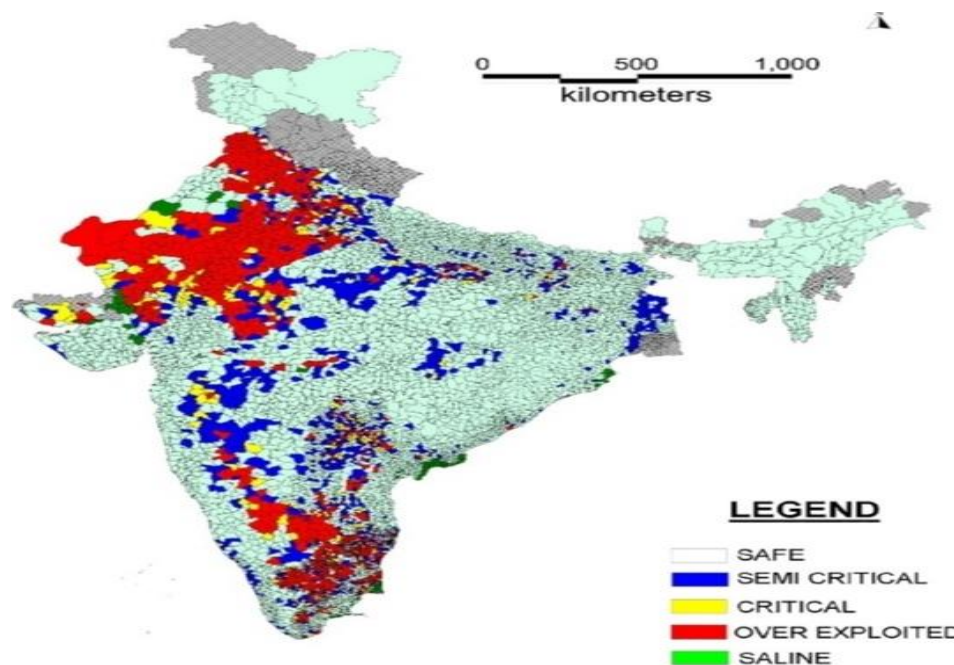 0 500 1,000
kilometers
LEGEND
SAFE
SEMI CRITICAL
CRITICAL
OVER EXPLOITED
SALINE